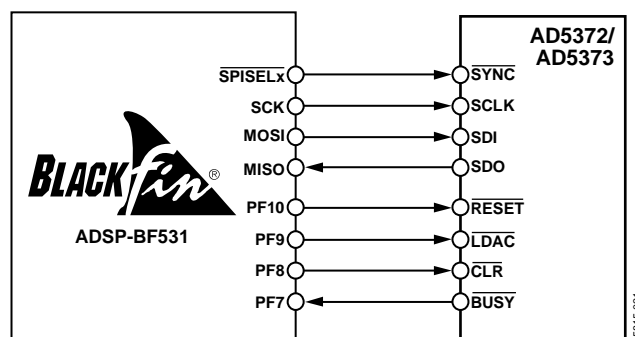 AD5372/
AD5373
SPISELx
SYNC
SCK
SCLK
MOSI
SDI
MISO
SDO
BLACKfin®
PF10
RESET
ADSP-BF531
PF9
LDAC
PF8
CLR
PF7
BUSY